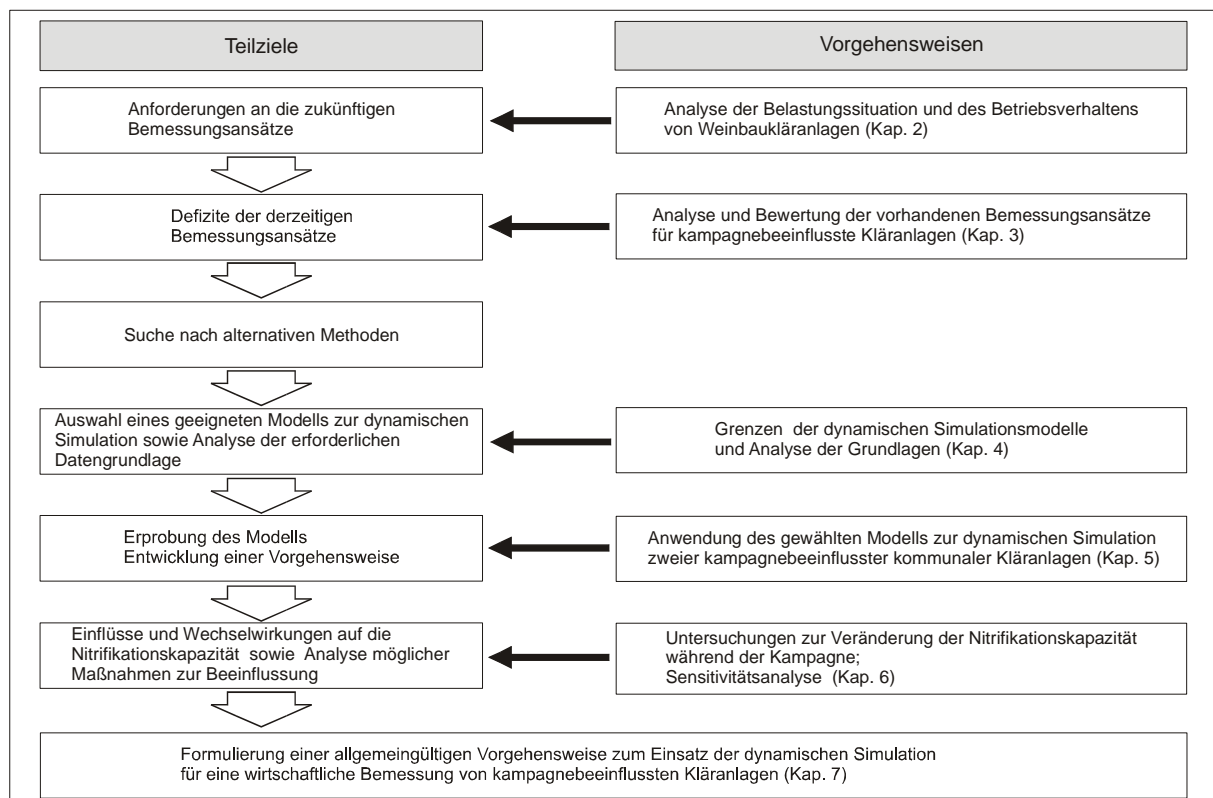 Teilziele
Vorgehensweisen
Anforderungen an die zukünftigen
Bemessungsansätze
Analyse der Belastungssituation und des Betriebsverhaltens
von Weinbaukläranlagen (Kap. 2)
Defizite der derzeitigen
Bemessungsansätze
Analyse und Bewertung der vorhandenen Bemessungsansätze
für kampagnebeeinflusste Kläranlagen (Kap. 3)
Suche nach alternativen Methoden
Auswahl eines geeigneten Modells zur dynamischen
Simulation sowie Analyse der erforderlichen
Datengrundlage
Grenzen der dynamischen Simulationsmodelle
und Analyse der Grundlagen (Kap. 4)
Erprobung des Modells
Entwicklung einer Vorgehensweise
Anwendung des gewählten Modells zur dynamischen Simulation
zweier kampagnebeeinflusster kommunaler Kläranlagen (Kap. 5)
Einflüsse und Wechselwirkungen auf die
Nitrifikationskapazität sowie Analyse möglicher
Maßnahmen zur Beeinflussung
Untersuchungen zur Veränderung der Nitrifikationskapazität
während der Kampagne;
Sensitivitätsanalyse (Kap. 6)
Formulierung einer allgemeingültigen Vorgehensweise zum Einsatz der dynamischen Simulation
für eine wirtschaftliche Bemessung von kampagnebeeinflussten Kläranlagen (Kap. 7)